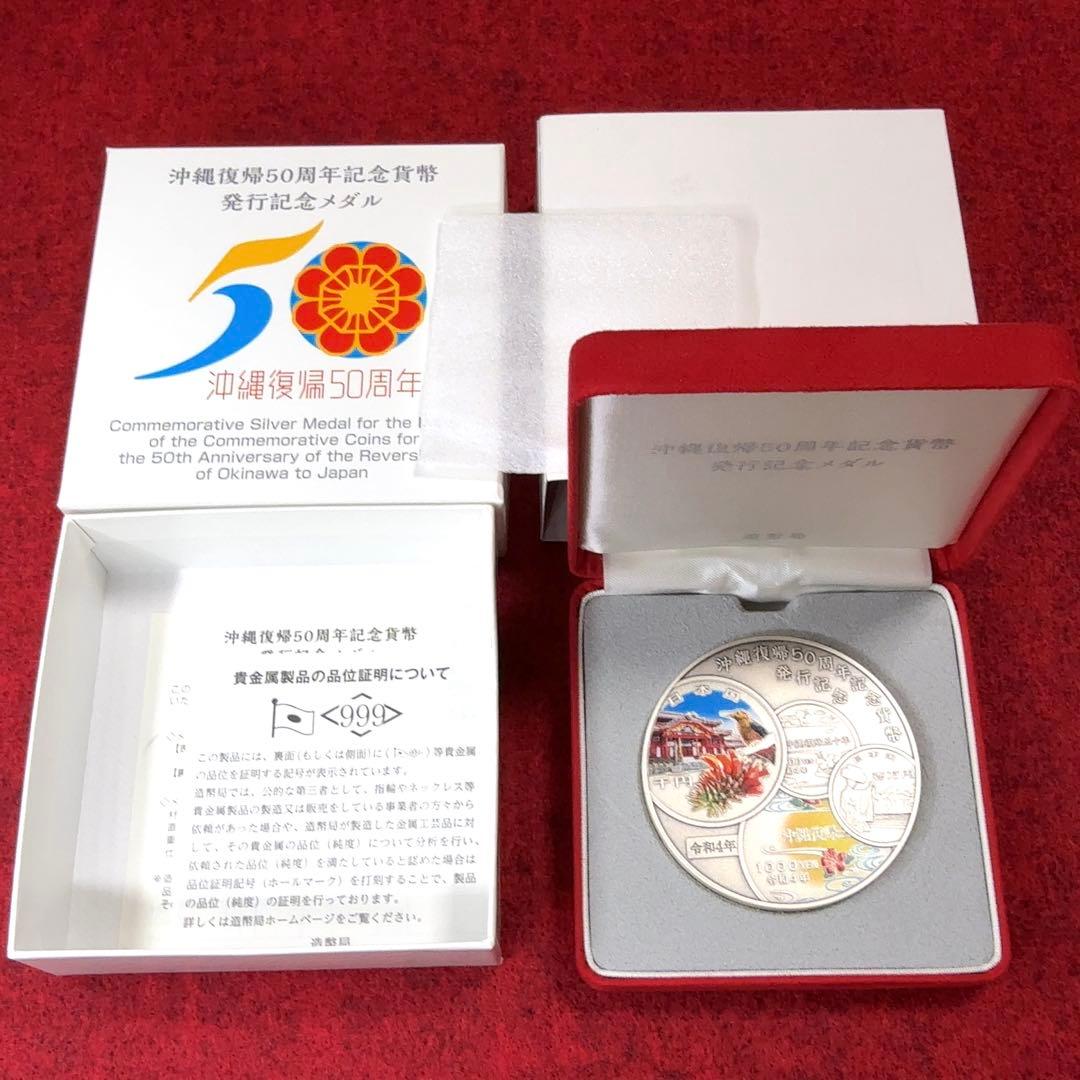 沖縄復帰50周年記念貨幣
発行記念メダル
50
沖縄復帰50周年
Commemorative Silver Medal for the
of the Commemorative Coins for
the 50th Anniversary of the
of Okinawa to Japan
沖縄復帰50周年記念貨幣
発行記念メダル
造幣局
沖縄復帰50周年記念貨幣
発行記念メダル
貴金属製品の品位証明について
<999>
この製品には、裏面(もしくは側面)に( )等貴金属
の品位を証明する記号が表示されています。
造幣局では、公的な第三者として、指輪やネックレス等
貴金属製品の製造又は販売をしている事業者の方々から
依頼があった場合や、造幣局が製造した金属工芸品に対
して、その貴金属の品位(純度)について分析を行い、
依頼された品位(純度)を満たしていると認めた場合は
品位証明記号(ホールマーク)を打刻することで、製品
の品位(純度)の証明を行っております。
詳しくは造幣局ホームページをご覧ください。
造幣局
沖縄復帰50周年記念貨幣
発行記念
日本国
千円
令和4年
1000YEN
令和4年